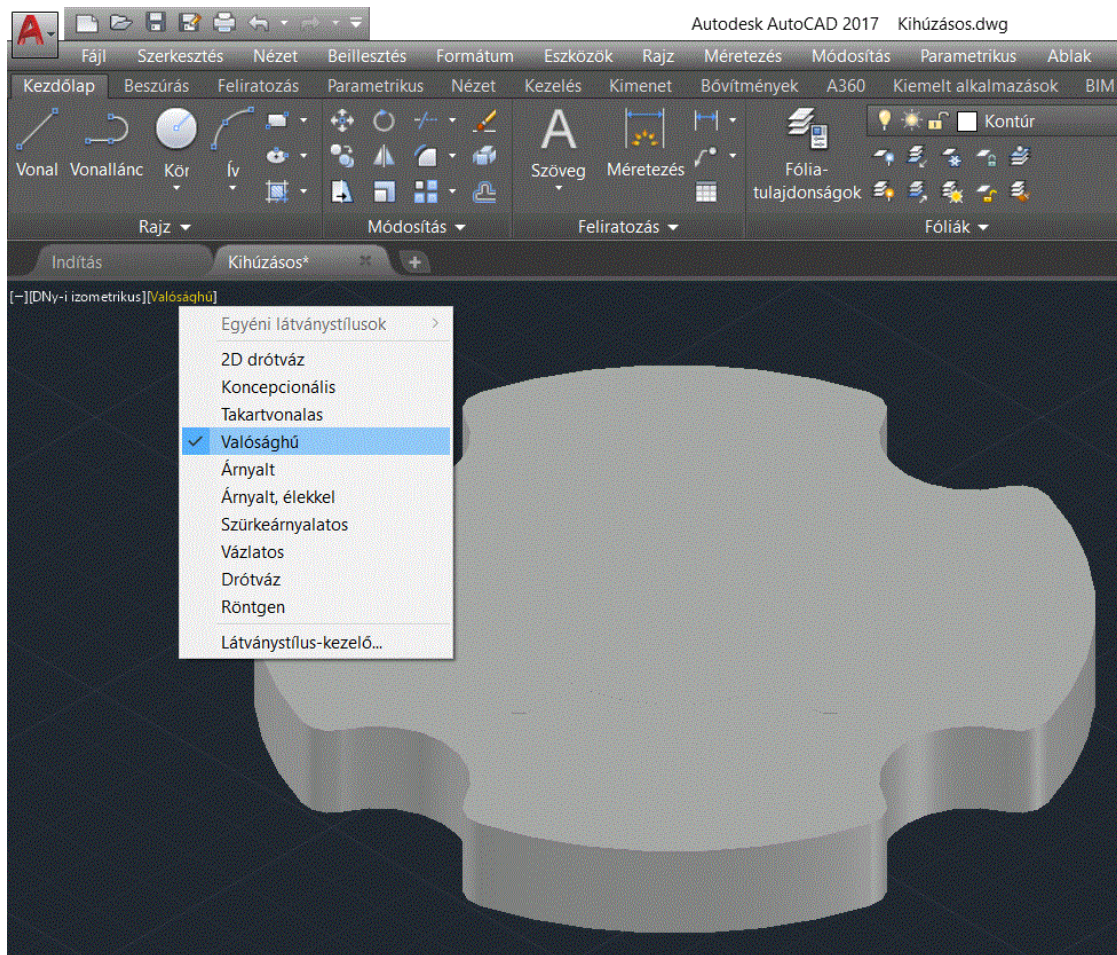 Autodesk AutoCAD 2017 Kihúzásos.dwg
Fájl Szerkesztés Nézet Beillesztés Formátum Eszközök Rajz Méretezés Módosítás Parametrikus Ablak
Kezdőlap Beszúrás Feliratozás Parametrikus Nézet Kezelés Kimenet Bővítmények A360 Kiemelt alkalmazások BIM
Kontúr
Vonal Vonallánc Kör Ív Szöveg Méretezés Fólia-
tulajdonságok
Rajz Módosítás Feliratozás Fóliák
Indítás Kihúzásos*
[−][DNy-i izometrikus][Valósághű]
Egyéni látványstílusok
2D drótváz
Koncepcionális
Takartvonalas
Valósághű
Árnyalt
Árnyalt, élekkel
Szürkeárnyalatos
Vázlatos
Drótváz
Röntgen
Látványstílus-kezelő...